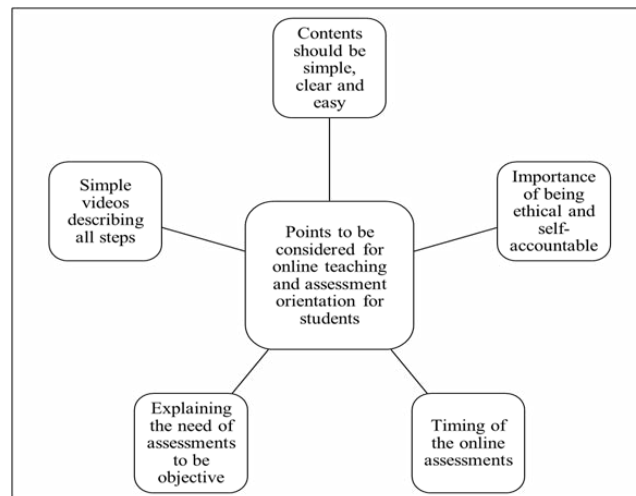 Contents
should be
simple,
clear and
easy
Simple
videos
describing
all steps
Importance
of being
ethical and
self-
accountable
Points to be
considered for
online teaching
and assessment
orientation for
students
Explaining
the need of
assessments
to be
objective
Timing of
the online
assessments